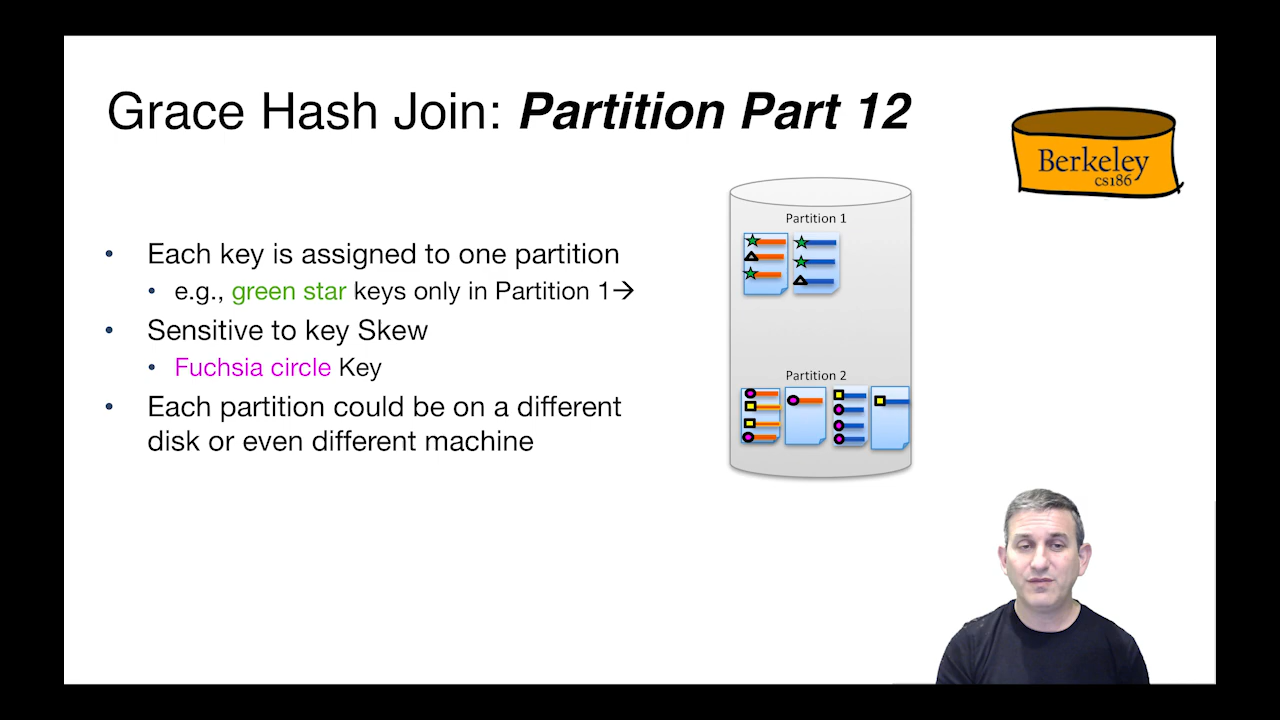 Grace Hash Join: Partition Part 12
Berkeley
cs186
• Each key is assigned to one partition
• e.g., green star keys only in Partition 1→
• Sensitive to key Skew
• Fuchsia circle Key
• Each partition could be on a different
disk or even different machine
Partition 1
Partition 2